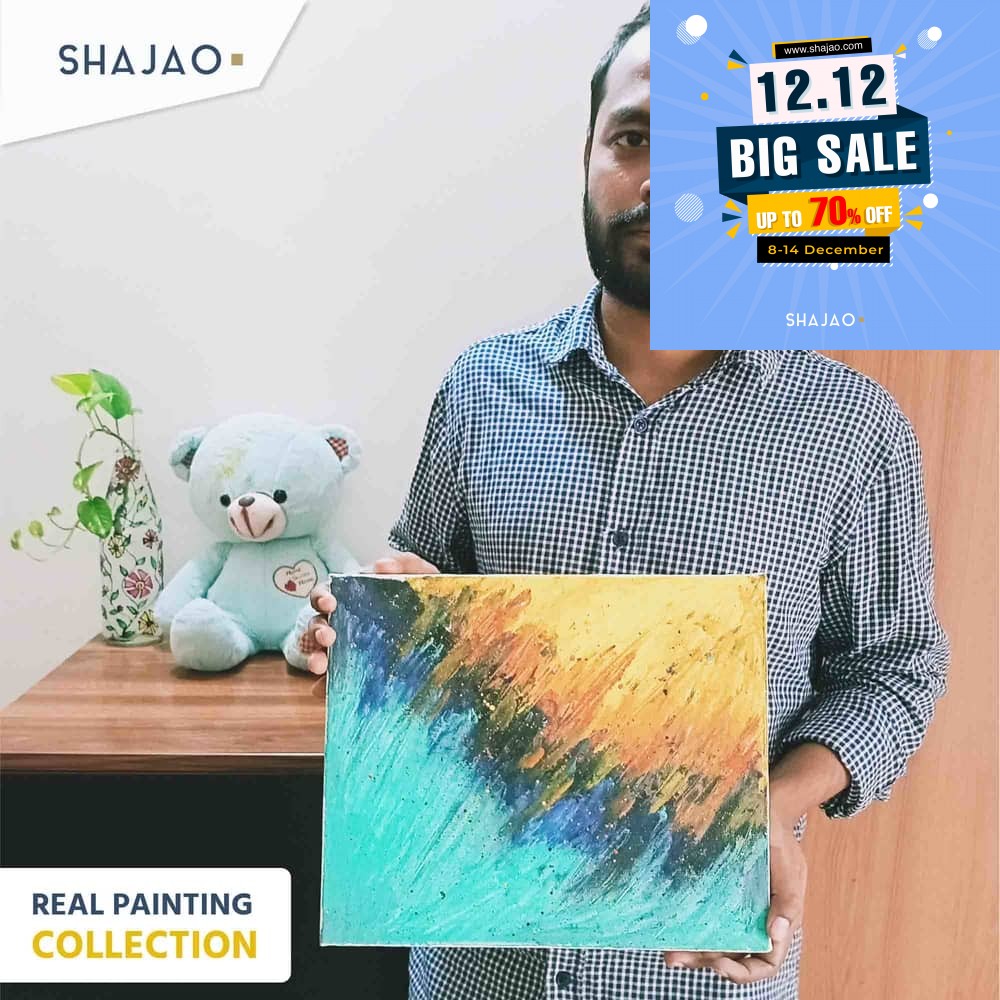 SHAJAO
www.shajao.com
12.12
BIG SALE
UP TO 70% OFF
8-14 December
SHAJAO
REAL PAINTING
COLLECTION